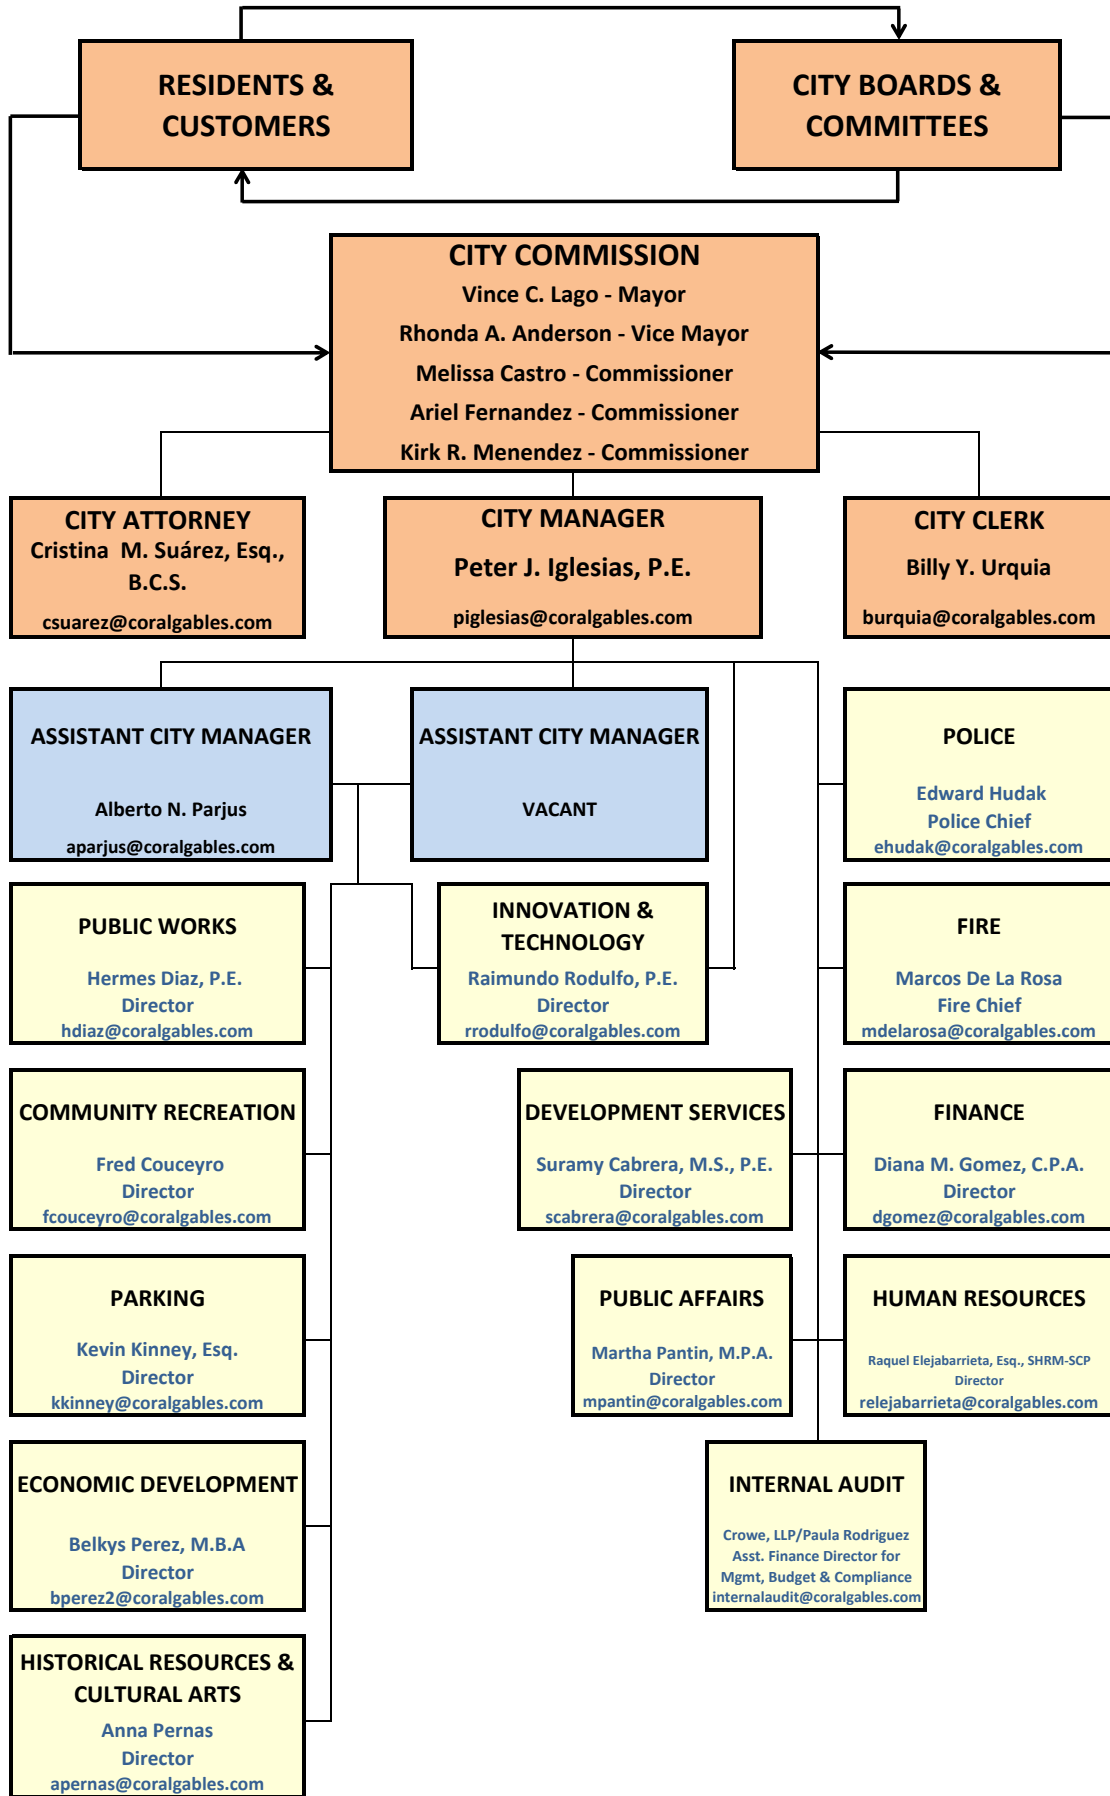 RESIDENTS &
CUSTOMERS
CITY BOARDS &
COMMITTEES
CITY COMMISSION
Vince C. Lago - Mayor
Rhonda A. Anderson - Vice Mayor
Melissa Castro - Commissioner
Ariel Fernandez - Commissioner
Kirk R. Menendez - Commissioner
CITY ATTORNEY
Cristina M. Suárez, Esq.,
B.C.S.
csuarez@coralgables.com
CITY MANAGER
Peter J. Iglesias, P.E.
piglesias@coralgables.com
CITY CLERK
Billy Y. Urquia
burquia@coralgables.com
ASSISTANT CITY MANAGER
Alberto N. Parjus
aparjus@coralgables.com
ASSISTANT CITY MANAGER
VACANT
POLICE
Edward Hudak
Police Chief
ehudak@coralgables.com
PUBLIC WORKS
Hermes Diaz, P.E.
Director
hdiaz@coralgables.com
INNOVATION &
TECHNOLOGY
Raimundo Rodulfo, P.E.
Director
rrodulfo@coralgables.com
FIRE
Marcos De La Rosa
Fire Chief
mdelarosa@coralgables.com
COMMUNITY RECREATION
Fred Couceyro
Director
fcouceyro@coralgables.com
DEVELOPMENT SERVICES
Suramy Cabrera, M.S., P.E.
Director
scabrera@coralgables.com
FINANCE
Diana M. Gomez, C.P.A.
Director
dgomez@coralgables.com
PARKING
Kevin Kinney, Esq.
Director
kkinney@coralgables.com
PUBLIC AFFAIRS
Martha Pantin, M.P.A.
Director
mpantin@coralgables.com
HUMAN RESOURCES
Raquel Elejabarrieta, Esq., SHRM-SCP
Director
relejabarrieta@coralgables.com
ECONOMIC DEVELOPMENT
Belkys Perez, M.B.A
Director
bperez2@coralgables.com
INTERNAL AUDIT
Crowe, LLP/Paula Rodriguez
Asst. Finance Director for
Mgmt, Budget & Compliance
internalaudit@coralgables.com
HISTORICAL RESOURCES &
CULTURAL ARTS
Anna Pernas
Director
apernas@coralgables.com